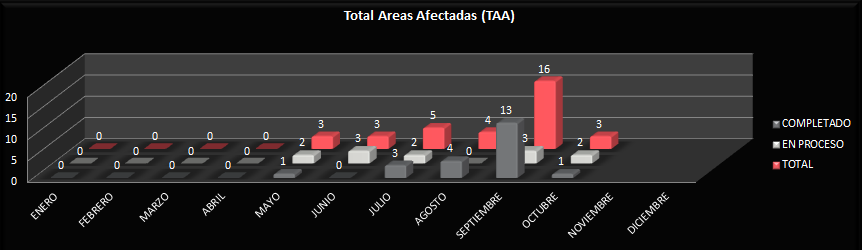 Total Areas Afectadas (TAA)
16
13
5
3 3 4 3
0 0 0 0 2 3 2 0 3 2
0 0 0 0 1 0 3 4 1
0 0 0 0
20
15
10
5
0
ENERO
FEBRERO
MARZO
ABRIL
MAYO
JUNIO
JULIO
AGOSTO
SEPTIEMBRE
OCTUBRE
NOVIEMBRE
DICIEMBRE
COMPLETADO
EN PROCESO
TOTAL